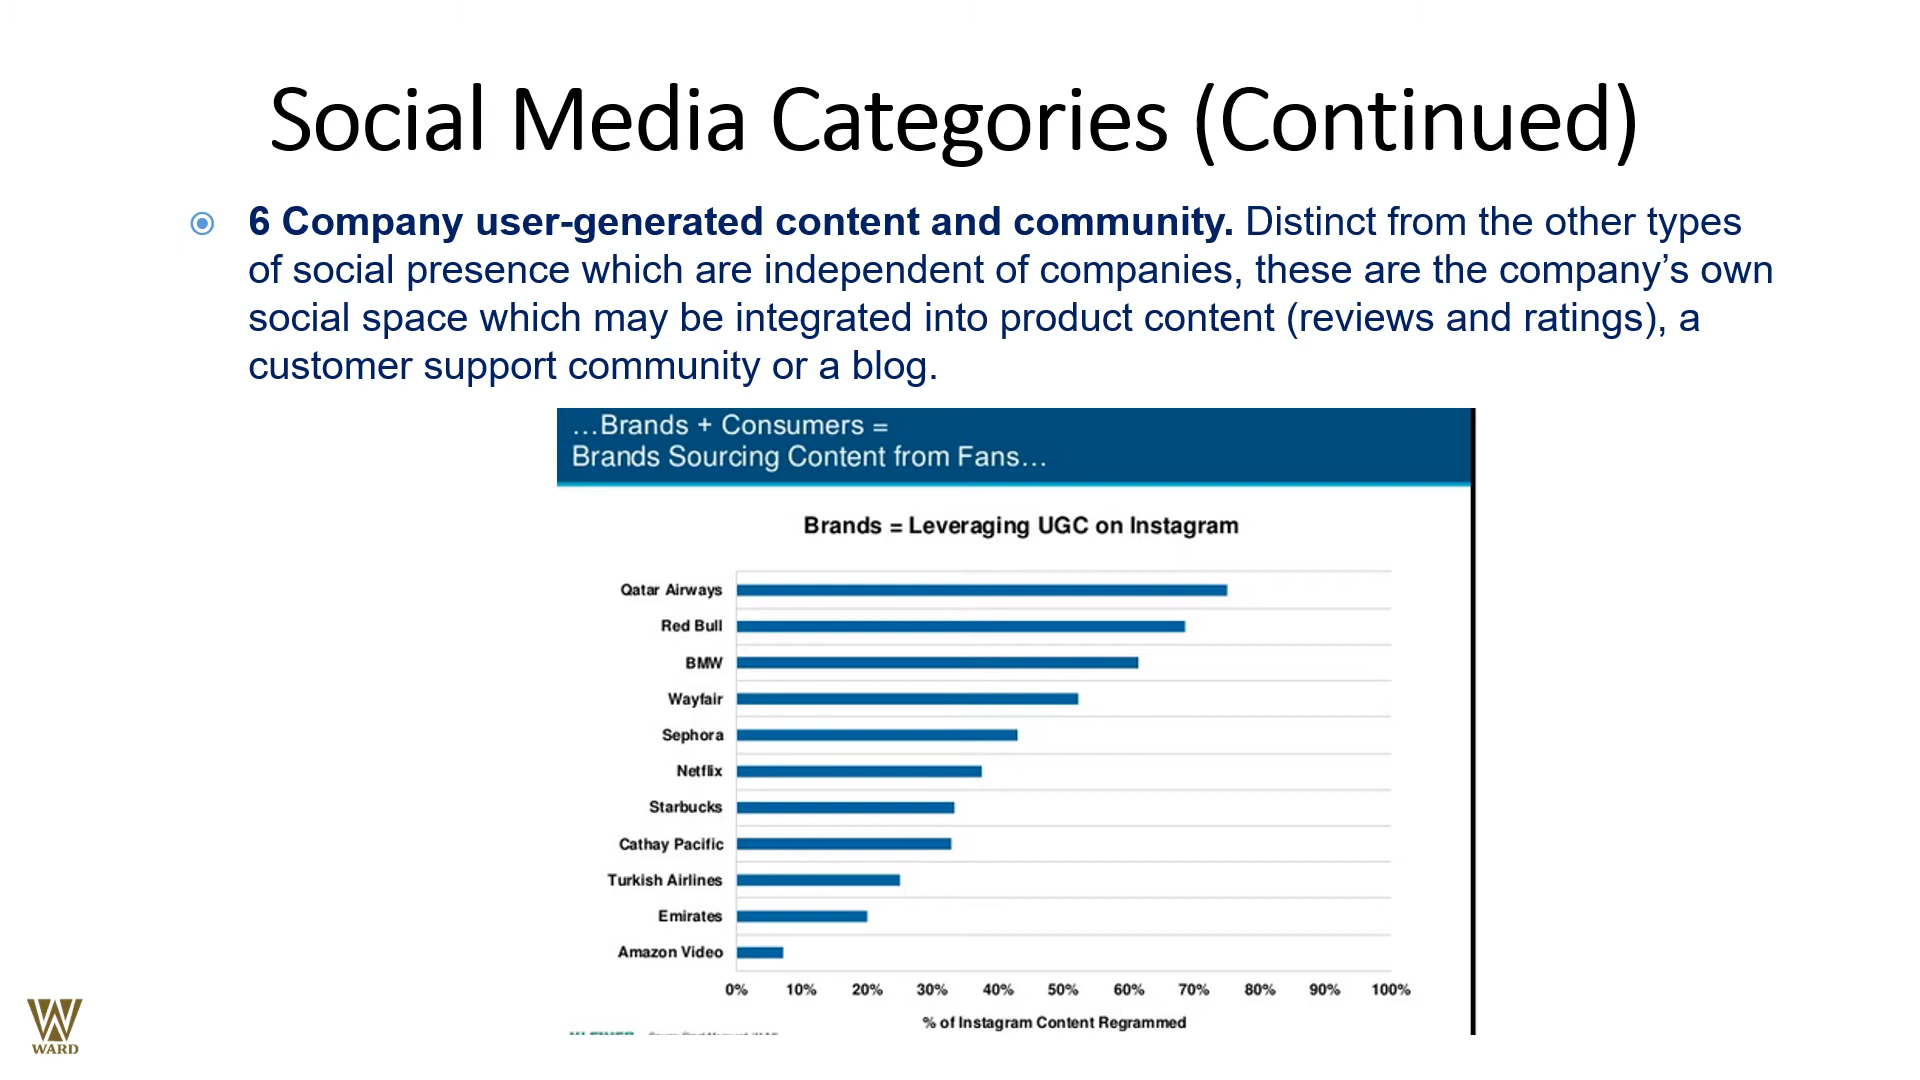 Social Media Categories (Continued)
6 Company user-generated content and community. Distinct from the other types
of social presence which are independent of companies, these are the company’s own
social space which may be integrated into product content (reviews and ratings), a
customer support community or a blog.
…Brands + Consumers =
Brands Sourcing Content from Fans…
Brands = Leveraging UGC on Instagram
Qatar Airways
Red Bull
BMW
Wayfair
Sephora
Netflix
Starbucks
Cathay Pacific
Turkish Airlines
Emirates
Amazon Video
0% 10% 20% 30% 40% 50% 60% 70% 80% 90% 100%
% of Instagram Content Regrammed
WARD